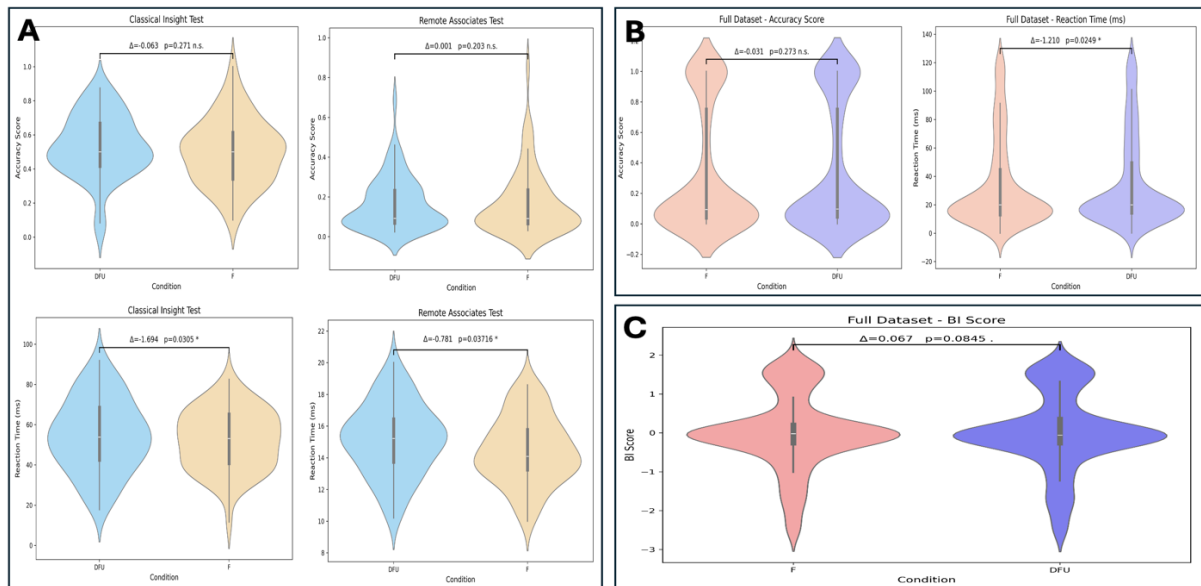 A
Classical Insight Test
Δ=-0.063 p=0.271 n.s.
Accuracy Score
1.0
0.8
0.6
0.4
0.2
0.0
DFU
F
Condition
Remote Associates Test
Δ=0.001 p=0.203 n.s.
Accuracy Score
1.0
0.8
0.6
0.4
0.2
0.0
DFU
F
Condition
Classical Insight Test
Δ=-1.694 p=0.0305 *
Reaction Time (ms)
100
80
60
40
20
0
DFU
F
Condition
Remote Associates Test
Δ=-0.781 p=0.03716 *
Reaction Time (ms)
22
20
18
16
14
12
10
8
DFU
F
Condition
B
Full Dataset - Accuracy Score
Δ=-0.031 p=0.273 n.s.
Accuracy Score
1.2
1.0
0.8
0.6
0.4
0.2
0.0
−0.2
F
DFU
Condition
Full Dataset - Reaction Time (ms)
Δ=-1.210 p=0.0249 *
Reaction Time (ms)
140
120
100
80
60
40
20
0
−20
F
DFU
Condition
C
Full Dataset - BI Score
Δ=0.067 p=0.0845 .
BI Score
2
1
0
−1
−2
−3
F
DFU
Condition